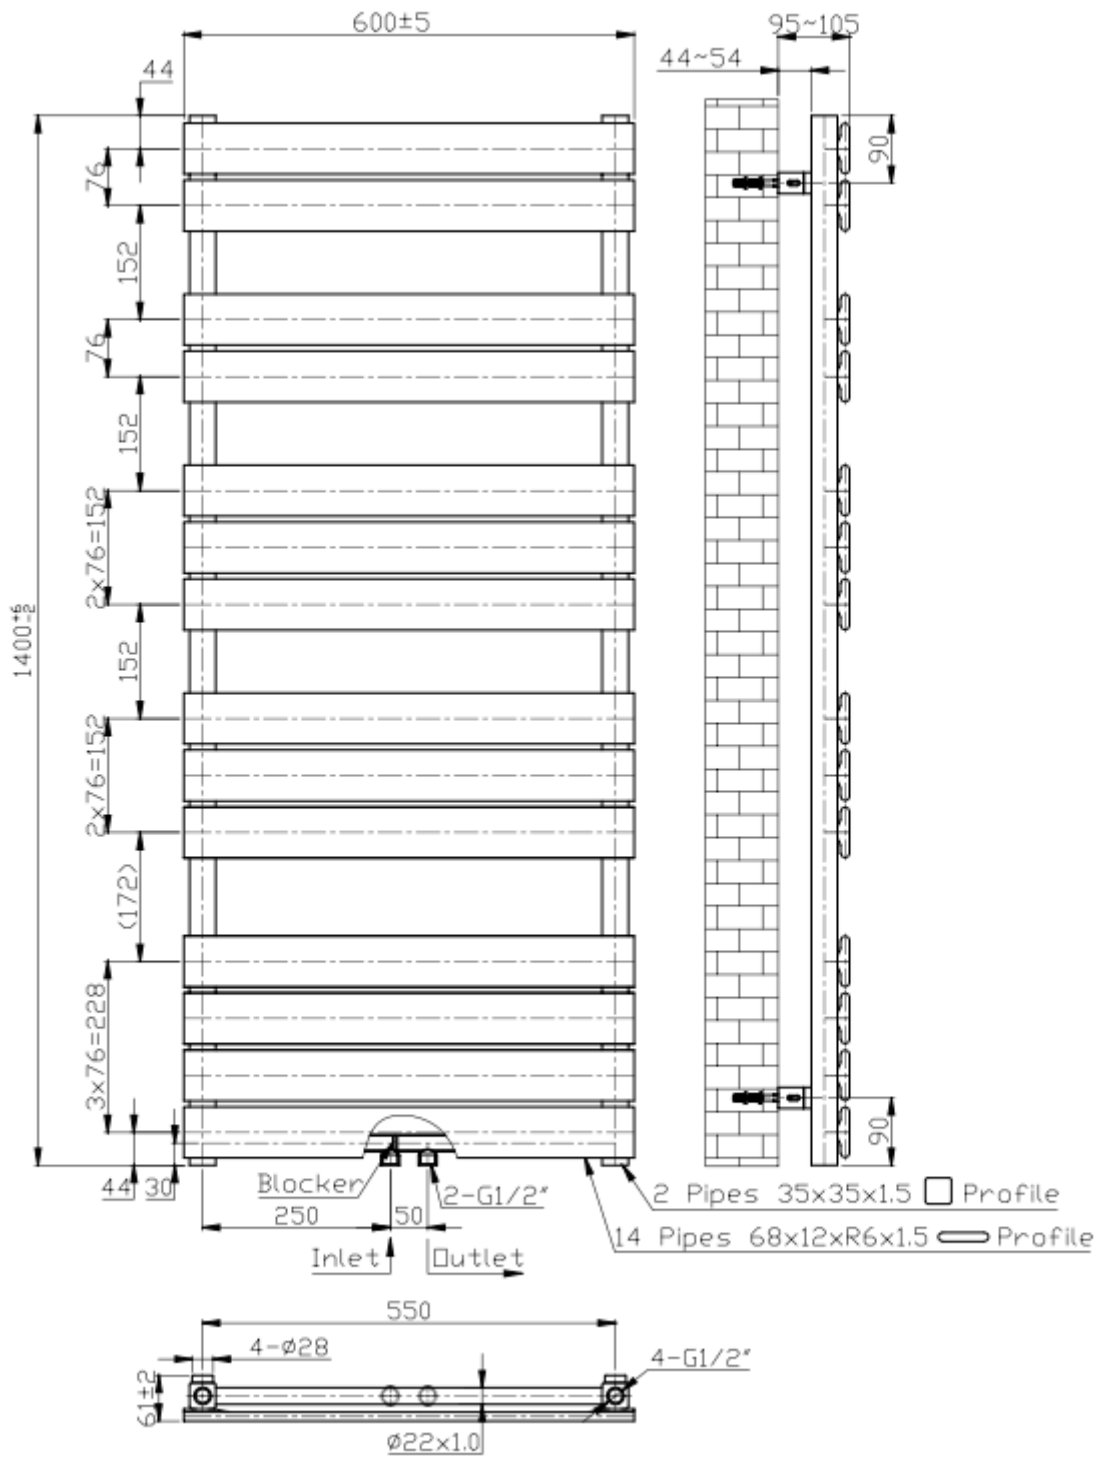 600±5
95~105
44~54
44
90
76
152
76
152
2x76=152
1400±6/2
152
2x76=152
(172)
3x76=228
90
44
30
Blocker
2-G1/2"
2 Pipes 35x35x1.5 Profile
250
50
14 Pipes 68x12xR6x1.5 Profile
Inlet
Outlet
550
4-Ø28
4-G1/2"
61±2
Ø22x1.0